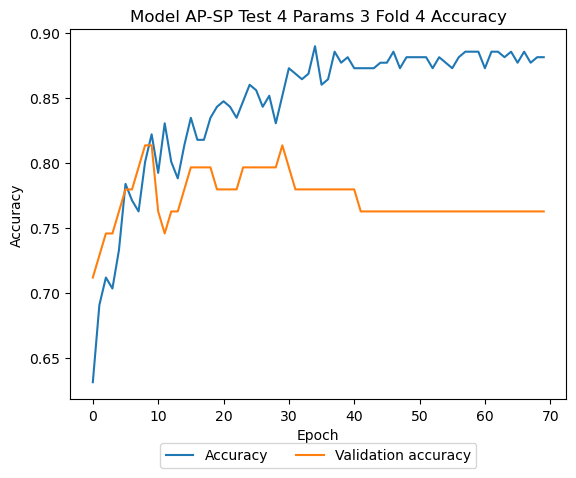 Model AP-SP Test 4 Params 3 Fold 4 Accuracy
0.90
0.85
0.80
0.75
0.70
0.65
Accuracy
0 10 20 30 40 50 60 70
Epoch
Accuracy Validation accuracy